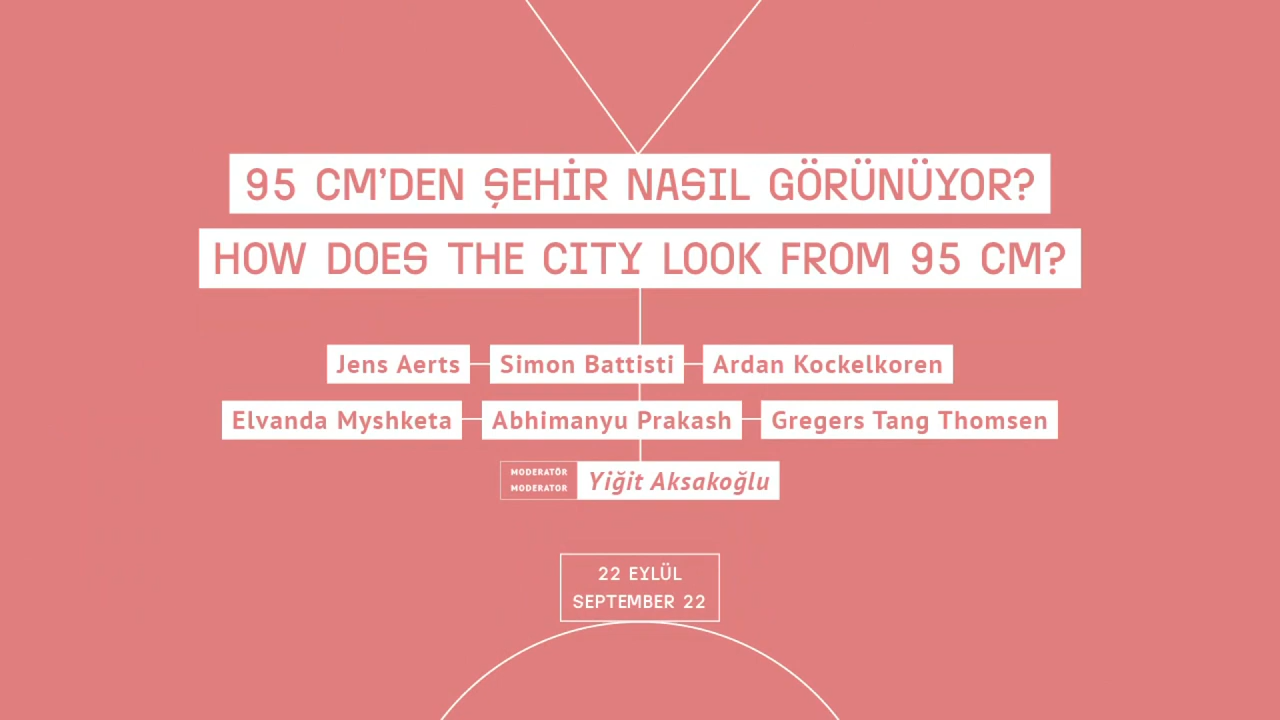 95 CM'DEN ŞEHİR NASIL GÖRÜNÜYOR?
HOW DOES THE CITY LOOK FROM 95 CM?
Jens Aerts Simon Battisti Ardan Kockelkoren
Elvanda Myshketa Abhimanyu Prakash Gregers Tang Thomsen
MODERATÖR
MODERATOR
Yiğit Aksakoğlu
22 EYLÜL
SEPTEMBER 22